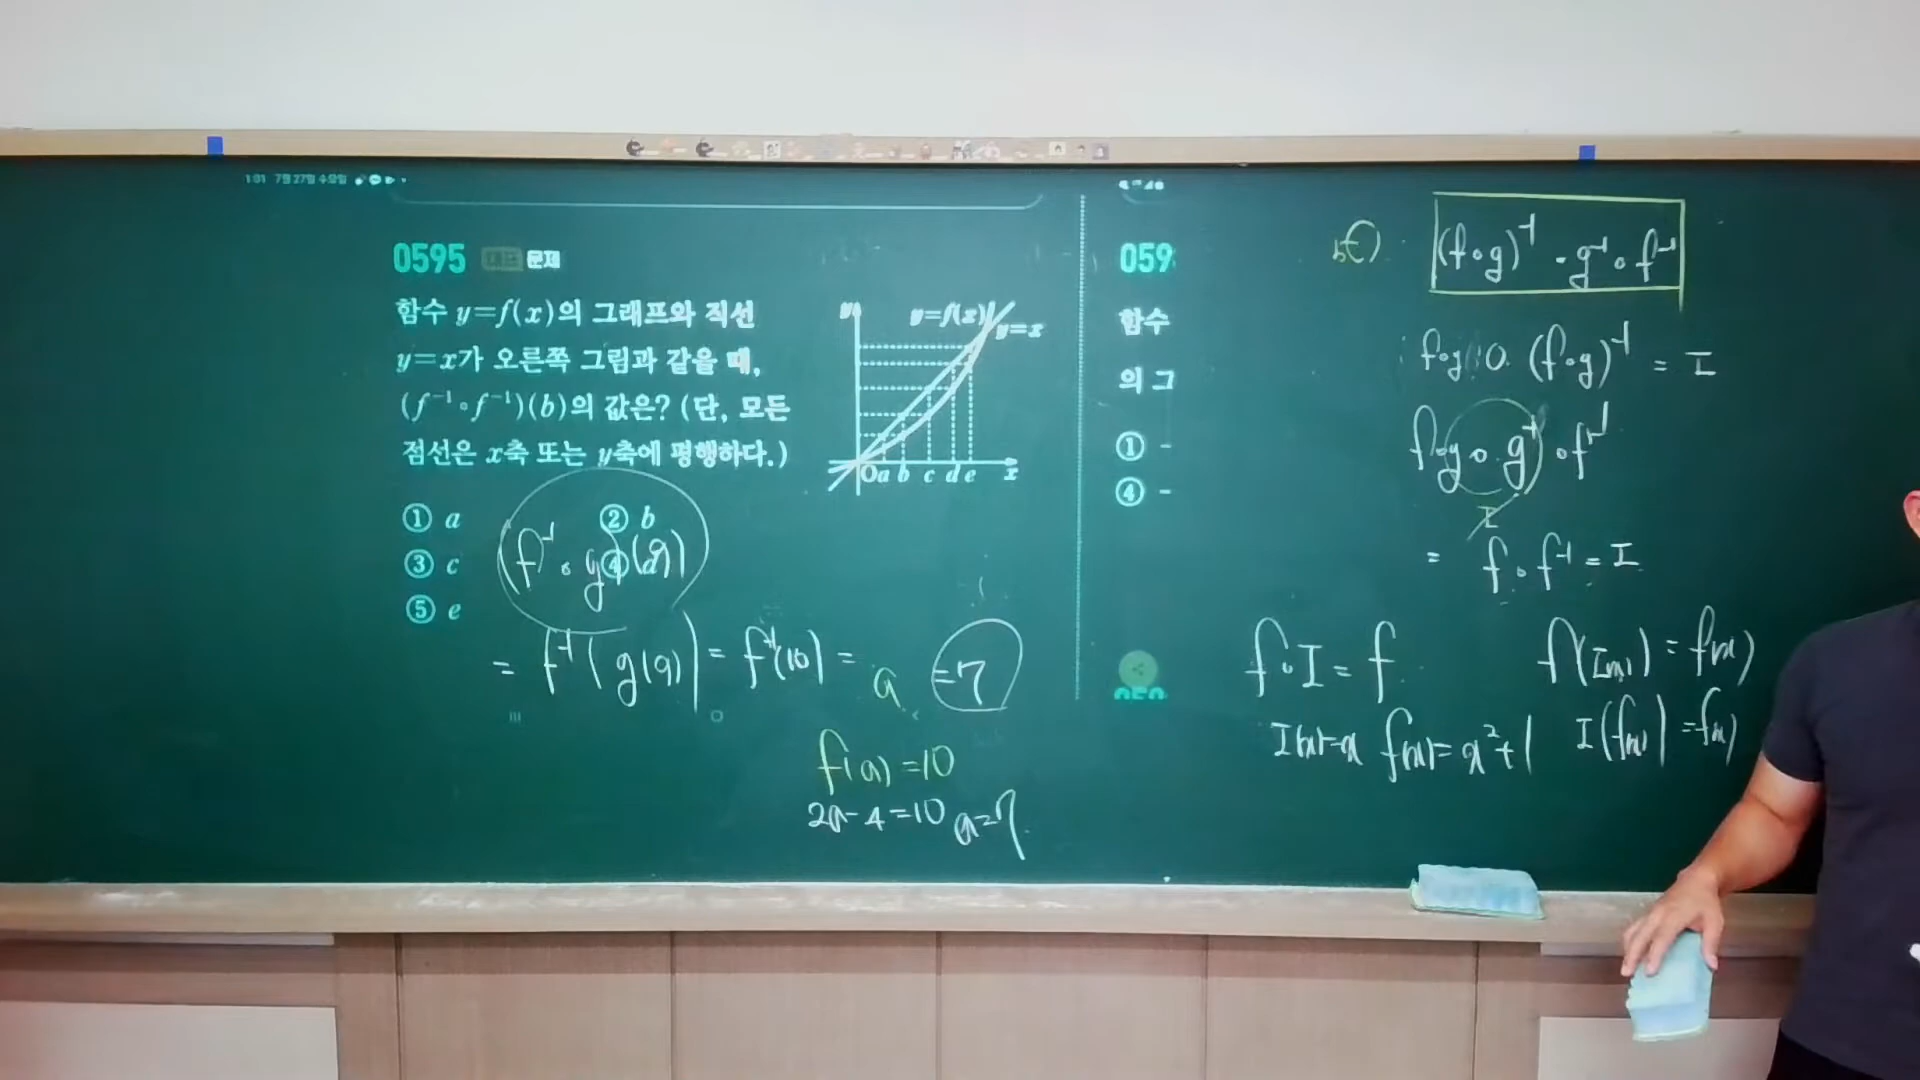 1:01 7월 27일 수요일
0595 대표 문제
함수 y=f(x)의 그래프와 직선
y=x가 오른쪽 그림과 같을 때,
(f⁻¹∘f⁻¹)(b)의 값은? (단, 모든
점선은 x축 또는 y축에 평행하다.)
y
y=f(x)
y=x
O a b c d e x
① a ② b
③ c ④ d
⑤ e
(f⁻¹∘g)(9)
= f⁻¹(g(9)) = f⁻¹(10) = a =7
f(a)=10
2a-4=10 a=7
059
함수
의 그
① -
④ -
059
(f∘g)⁻¹ = g⁻¹∘f⁻¹
f∘g∘(f∘g)⁻¹ = I
f∘g∘g⁻¹∘f⁻¹
I
= f∘f⁻¹ = I
f∘I = f f(I(x)) = f(x)
I(x)=x f(x)=x²+1 I(f(x))=f(x)